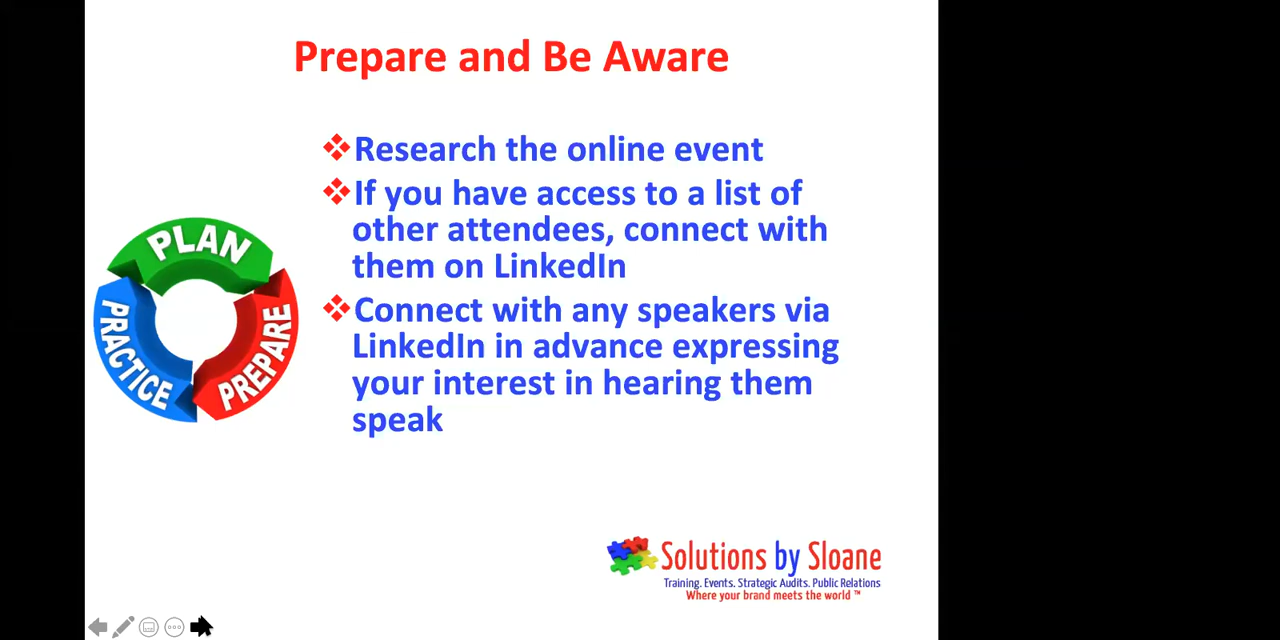 Prepare and Be Aware
Research the online event
If you have access to a list of
other attendees, connect with
them on LinkedIn
Connect with any speakers via
LinkedIn in advance expressing
your interest in hearing them
speak
PLAN
PREPARE
PRACTICE
Solutions by Sloane
Training. Events. Strategic Audits. Public Relations
Where your brand meets the world ™